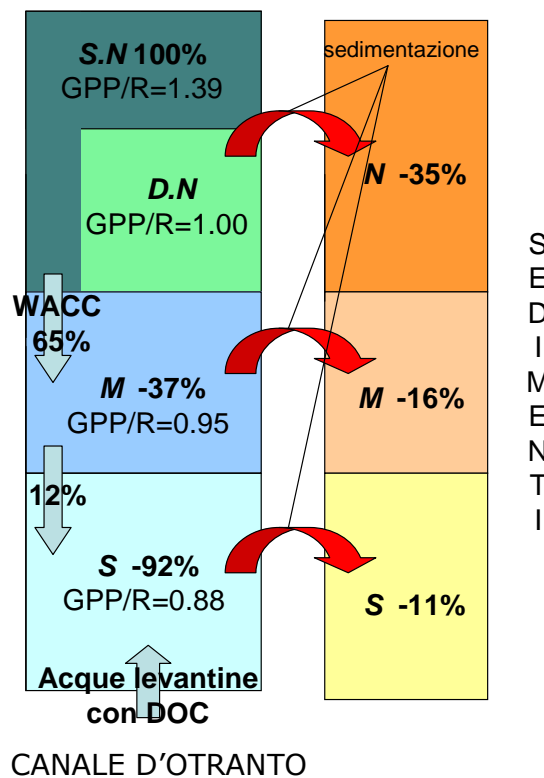 S.N 100%
GPP/R=1.39
D.N
GPP/R=1.00
WACC
65%
M -37%
GPP/R=0.95
12%
S -92%
GPP/R=0.88
Acque levantine
con DOC
CANALE D'OTRANTO
sedimentazione
N -35%
M -16%
S -11%
S
E
D
I
M
E
N
T
I